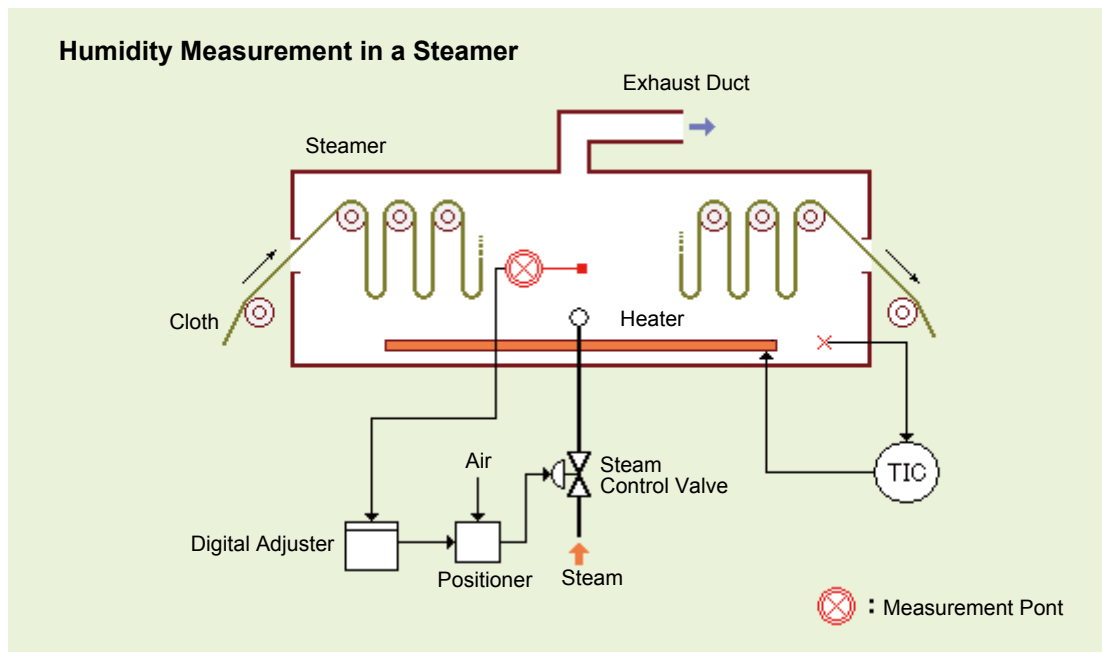 Humidity Measurement in a Steamer
Exhaust Duct
Steamer
Cloth
Heater
Air
Steam
Control Valve
TIC
Digital Adjuster
Positioner
Steam
: Measurement Pont